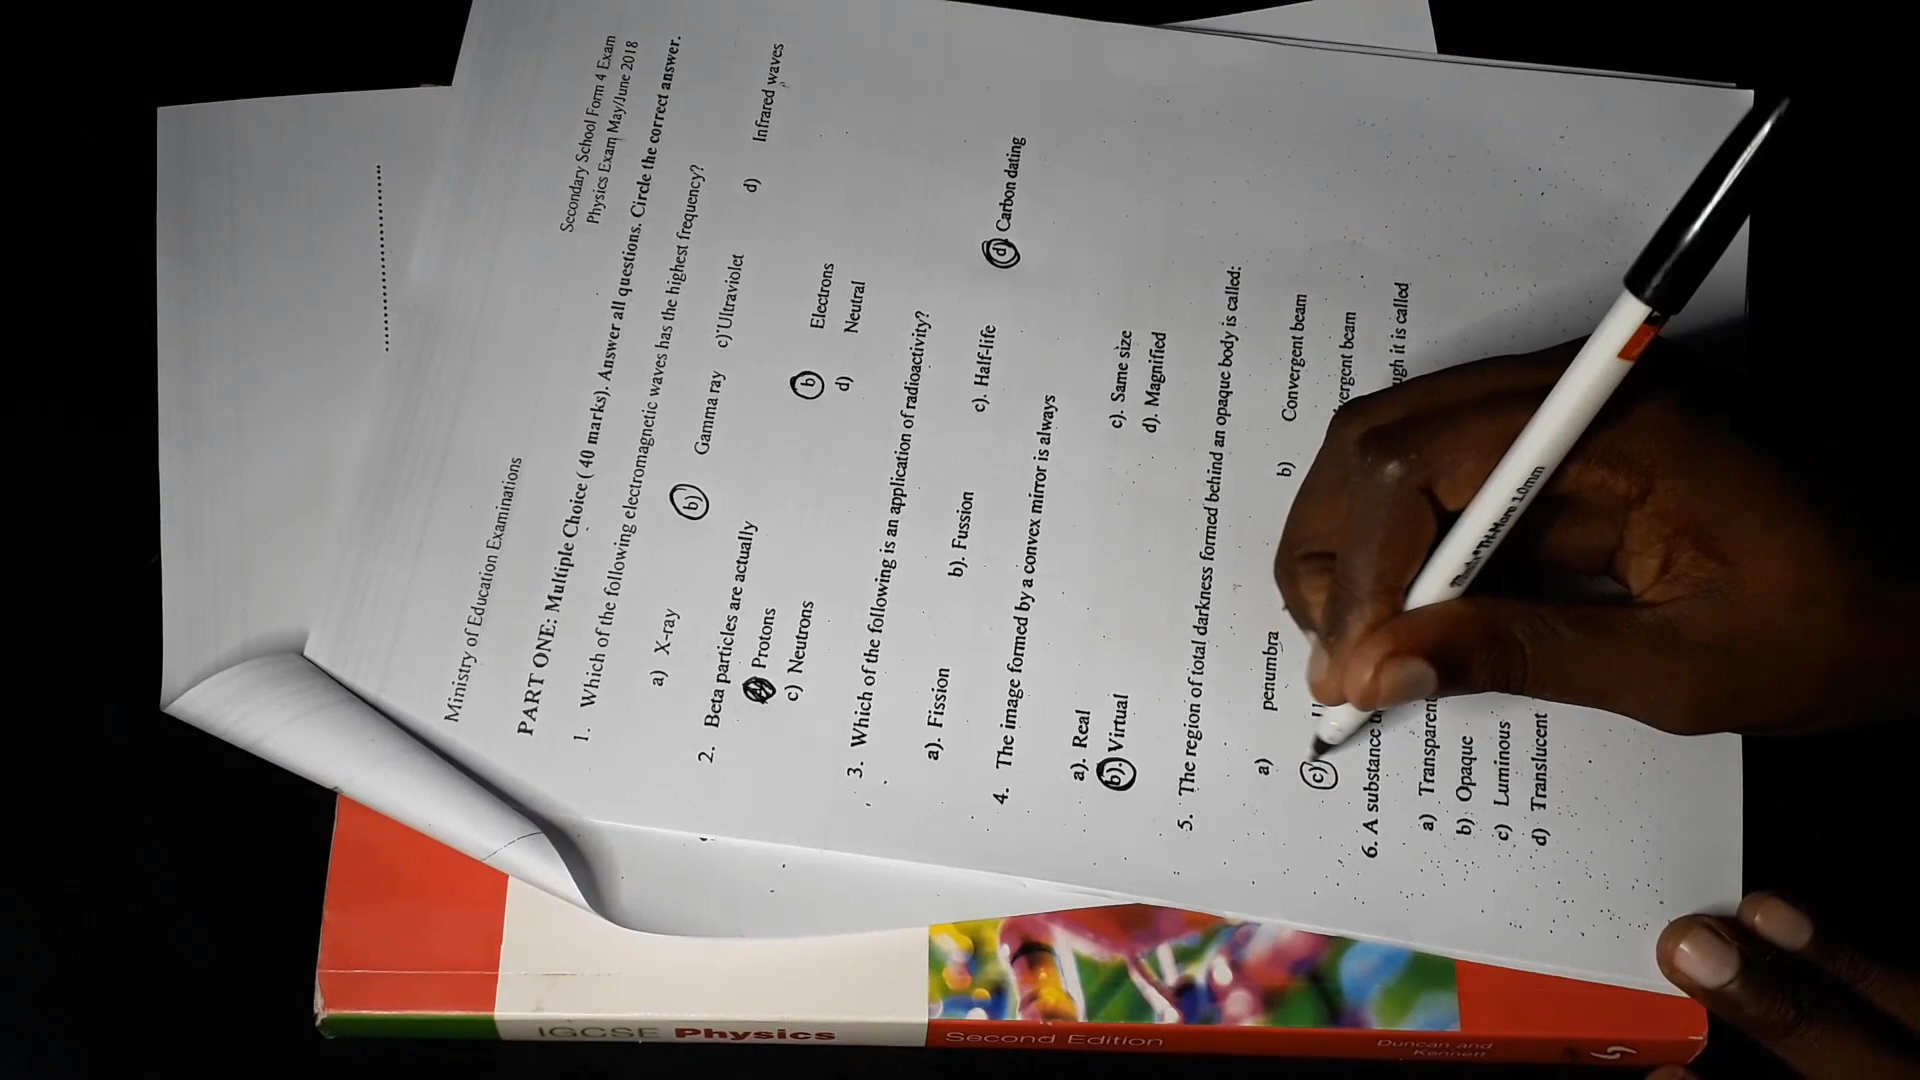 Secondary School Form 4 Exam
Physics Exam May/June 2018
Ministry of Education Examinations
PART ONE: Multiple Choice ( 40 marks). Answer all questions. Circle the correct answer.
1. Which of the following electromagnetic waves has the highest frequency?
a) X-ray b) Gamma ray c) Ultraviolet d) Infrared waves
2. Beta particles are actually
Protons b Electrons
c) Neutrons d) Neutral
3. Which of the following is an application of radioactivity?
a). Fission b). Fussion c). Half-life d) Carbon dating
4. The image formed by a convex mirror is always
a). Real c). Same size
b). Virtual d). Magnified
5. The region of total darkness formed behind an opaque body is called:
a) penumbra b) Convergent beam
c) vergent beam
6. A substance ugh it is called
a) Transparent
b) Opaque
c) Luminous
d) Translucent
Tri-More 1.0mm
IGCSE Physics
Second Edition
Duncan and
Kennett